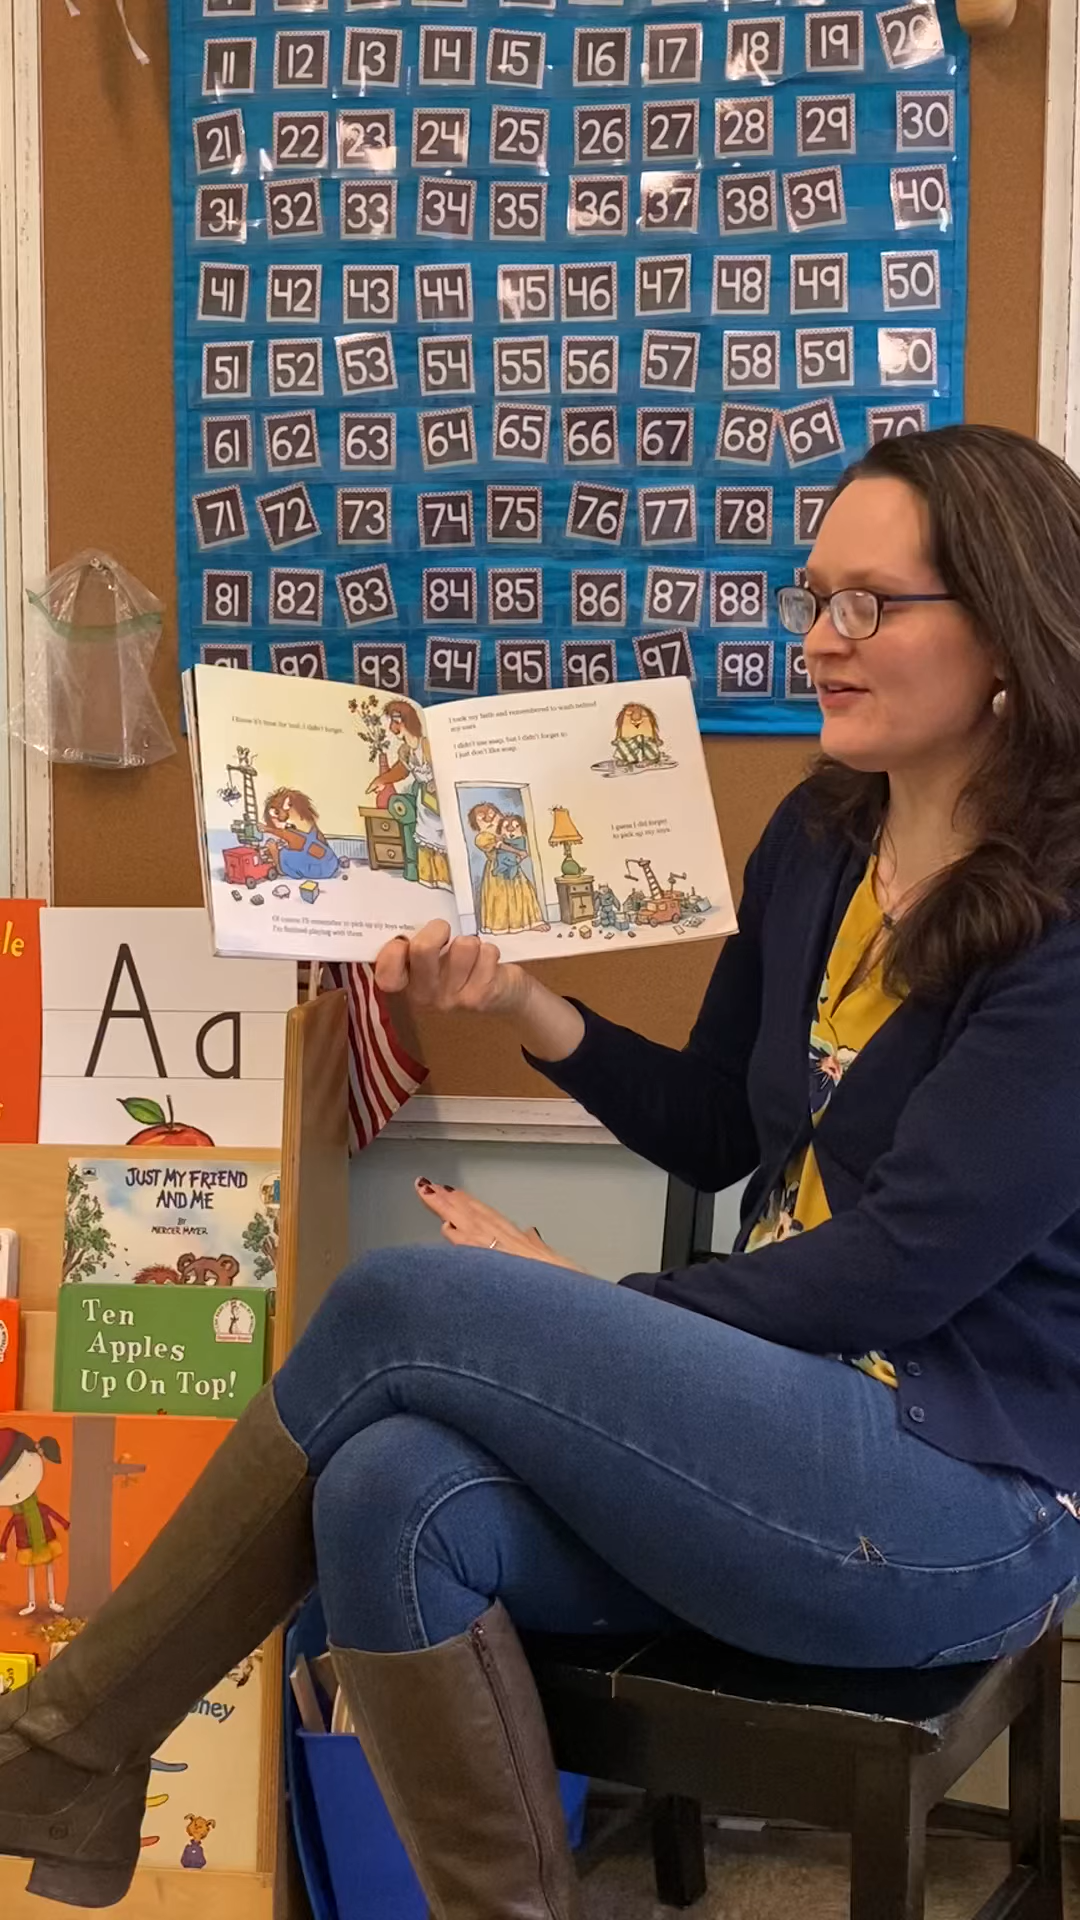 11 12 13 14 15 16 17 18 19 20
21 22 23 24 25 26 27 28 29 30
31 32 33 34 35 36 37 38 39 40
41 42 43 44 45 46 47 48 49 50
51 52 53 54 55 56 57 58 59
61 62 63 64 65 66 67 68 69 70
71 72 73 74 75 76 77 78
81 82 83 84 85 86 87 88
91 92 93 94 95 96 97 98
I know it's time for bed. I didn't forget.
Of course I'll remember to pick up my toys when
I'm finished playing with them.
I took my bath and remembered to wash behind
my ears.
I didn't use soap, but I didn't forget to.
I just don't like soap.
I guess I did forget
to pick up my toys.
Aa
JUST MY FRIEND
AND ME
BY
MERCER MAYER
Ten
Apples
Up On Top!